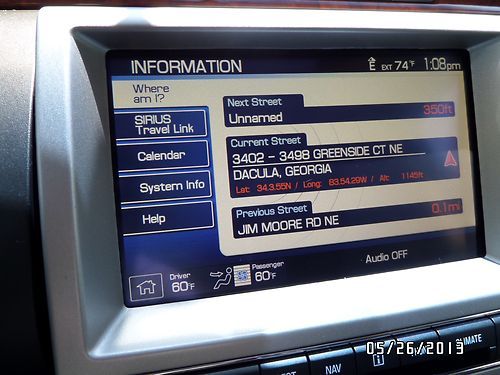 INFORMATION
E EXT 74°F 1:08pm
Where
am I?
SIRIUS
Travel Link
Calendar
System Info
Help
Next Street
Unnamed 350ft
Current Street
3402 - 3498 GREENSIDE CT NE
DACULA, GEORGIA
Lat: 34.3.55N / Long: 83.54.29W / Alt: 1145ft
Previous Street
JIM MOORE RD NE 0.1mi
Driver
60°F
Passenger
60°F
Audio OFF
NAV
CLIMATE
05/26/2013